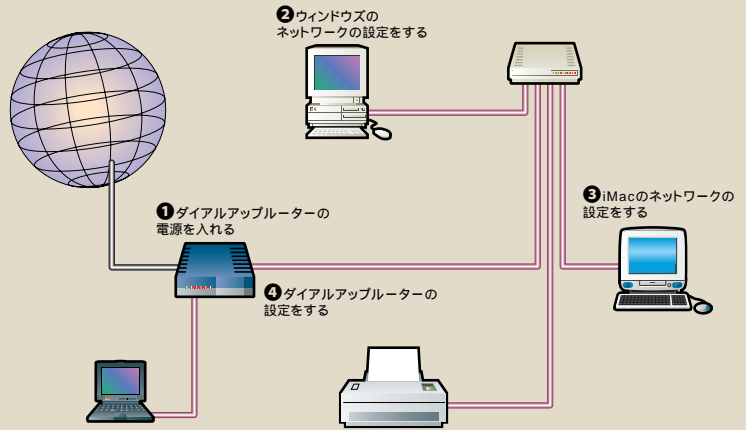 ❶ダイアルアップルーターの
電源を入れる
❷ウィンドウズの
ネットワークの設定をする
❸iMacのネットワークの
設定をする
❹ダイアルアップルーターの
設定をする